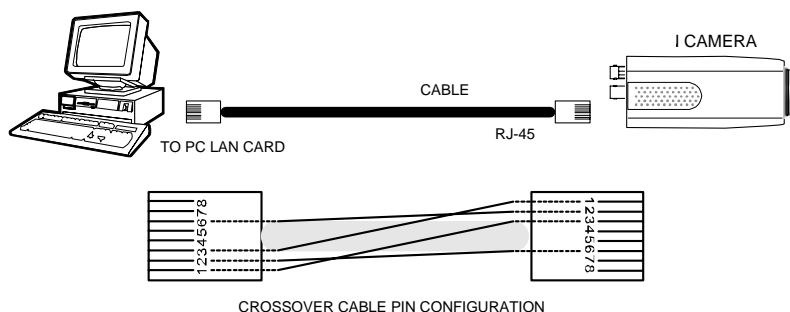 I CAMERA
CABLE
RJ-45
TO PC LAN CARD
12345678
12345678
CROSSOVER CABLE PIN CONFIGURATION